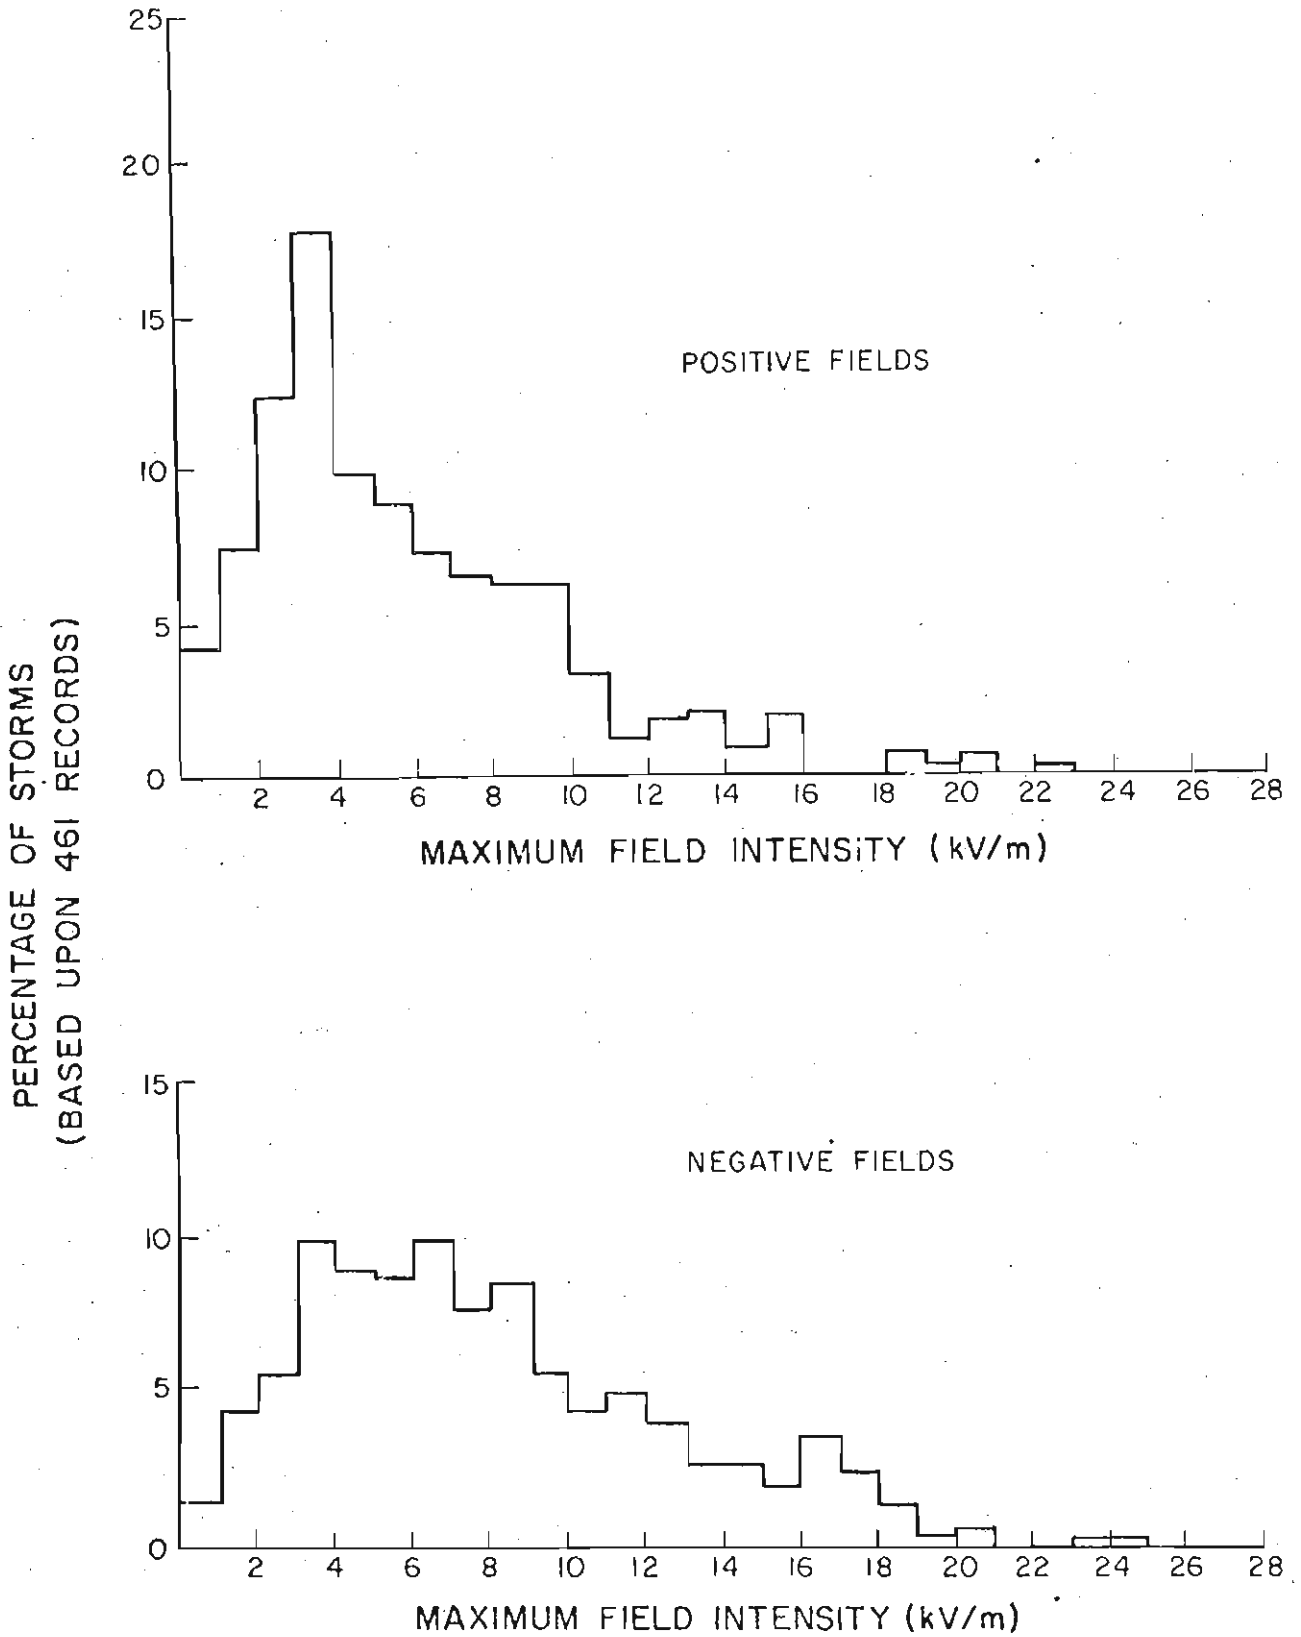 25
20
15
10
5
0
POSITIVE FIELDS
2 4 6 8 10 12 14 16 18 20 22 24 26 28
MAXIMUM FIELD INTENSITY (kV/m)
PERCENTAGE OF STORMS
(BASED UPON 461 RECORDS)
15
10
5
0
NEGATIVE FIELDS
2 4 6 8 10 12 14 16 18 20 22 24 26 28
MAXIMUM FIELD INTENSITY (kV/m)